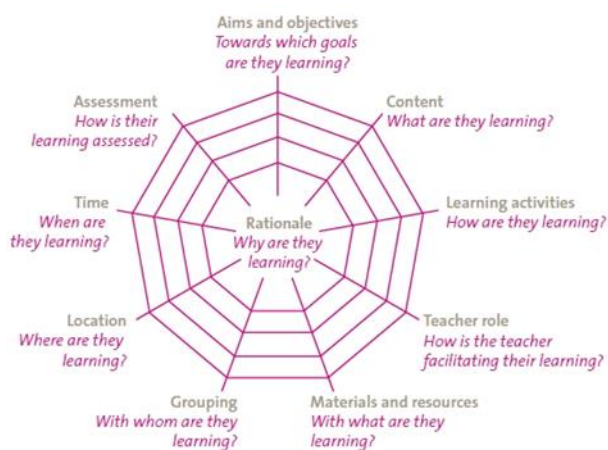 Aims and objectives
Towards which goals
are they learning?
Content
What are they learning?
Learning activities
How are they learning?
Teacher role
How is the teacher
facilitating their learning?
Materials and resources
With what are they
learning?
Grouping
With whom are they
learning?
Location
Where are they
learning?
Time
When are
they learning?
Assessment
How is their
learning assessed?
Rationale
Why are they
learning?